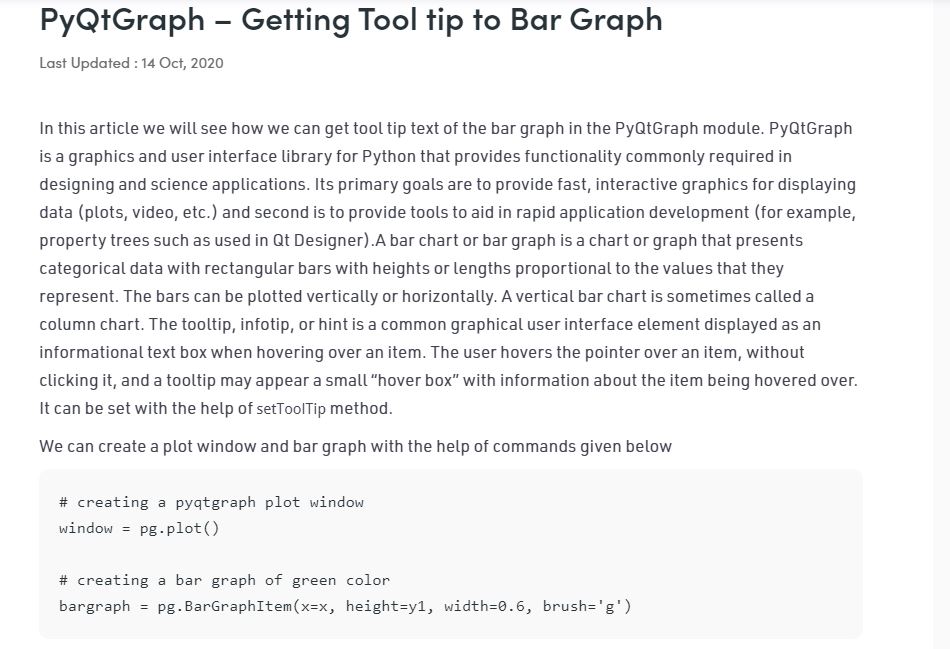 PyQtGraph – Getting Tool tip to Bar Graph
Last Updated : 14 Oct, 2020
In this article we will see how we can get tool tip text of the bar graph in the PyQtGraph module. PyQtGraph
is a graphics and user interface library for Python that provides functionality commonly required in
designing and science applications. Its primary goals are to provide fast, interactive graphics for displaying
data (plots, video, etc.) and second is to provide tools to aid in rapid application development (for example,
property trees such as used in Qt Designer).A bar chart or bar graph is a chart or graph that presents
categorical data with rectangular bars with heights or lengths proportional to the values that they
represent. The bars can be plotted vertically or horizontally. A vertical bar chart is sometimes called a
column chart. The tooltip, infotip, or hint is a common graphical user interface element displayed as an
informational text box when hovering over an item. The user hovers the pointer over an item, without
clicking it, and a tooltip may appear a small “hover box” with information about the item being hovered over.
It can be set with the help of setToolTip method.
We can create a plot window and bar graph with the help of commands given below
# creating a pyqtgraph plot window
window = pg.plot()
# creating a bar graph of green color
bargraph = pg.BarGraphItem(x=x, height=y1, width=0.6, brush='g')